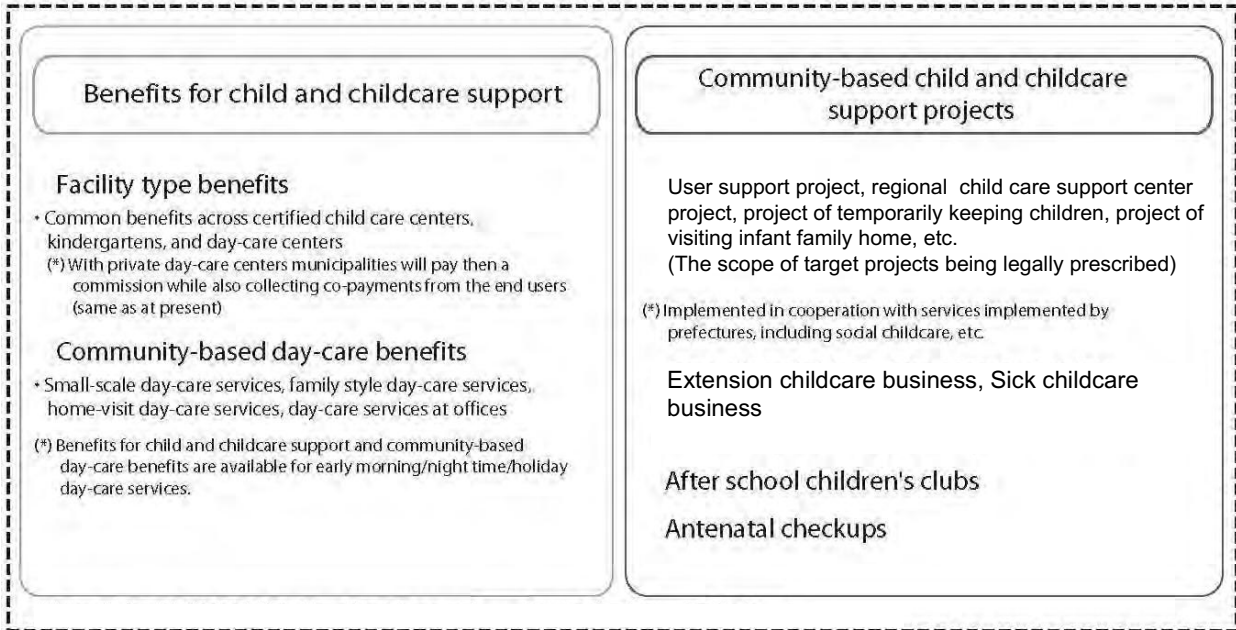 Benefits for child and childcare support
Facility type benefits
・Common benefits across certified child care centers,
kindergartens, and day-care centers
(*) With private day-care centers municipalities will pay then a
commission while also collecting co-payments from the end users
(same as at present)
Community-based day-care benefits
・Small-scale day-care services, family style day-care services,
home-visit day-care services, day-care services at offices
(*) Benefits for child and childcare support and community-based
day-care benefits are available for early morning/night time/holiday
day-care services.
Community-based child and childcare
support projects
User support project, regional child care support center
project, project of temporarily keeping children, project of
visiting infant family home, etc.
(The scope of target projects being legally prescribed)
(*) Implemented in cooperation with services implemented by
prefectures, including social childcare, etc.
Extension childcare business, Sick childcare
business
After school children's clubs
Antenatal checkups